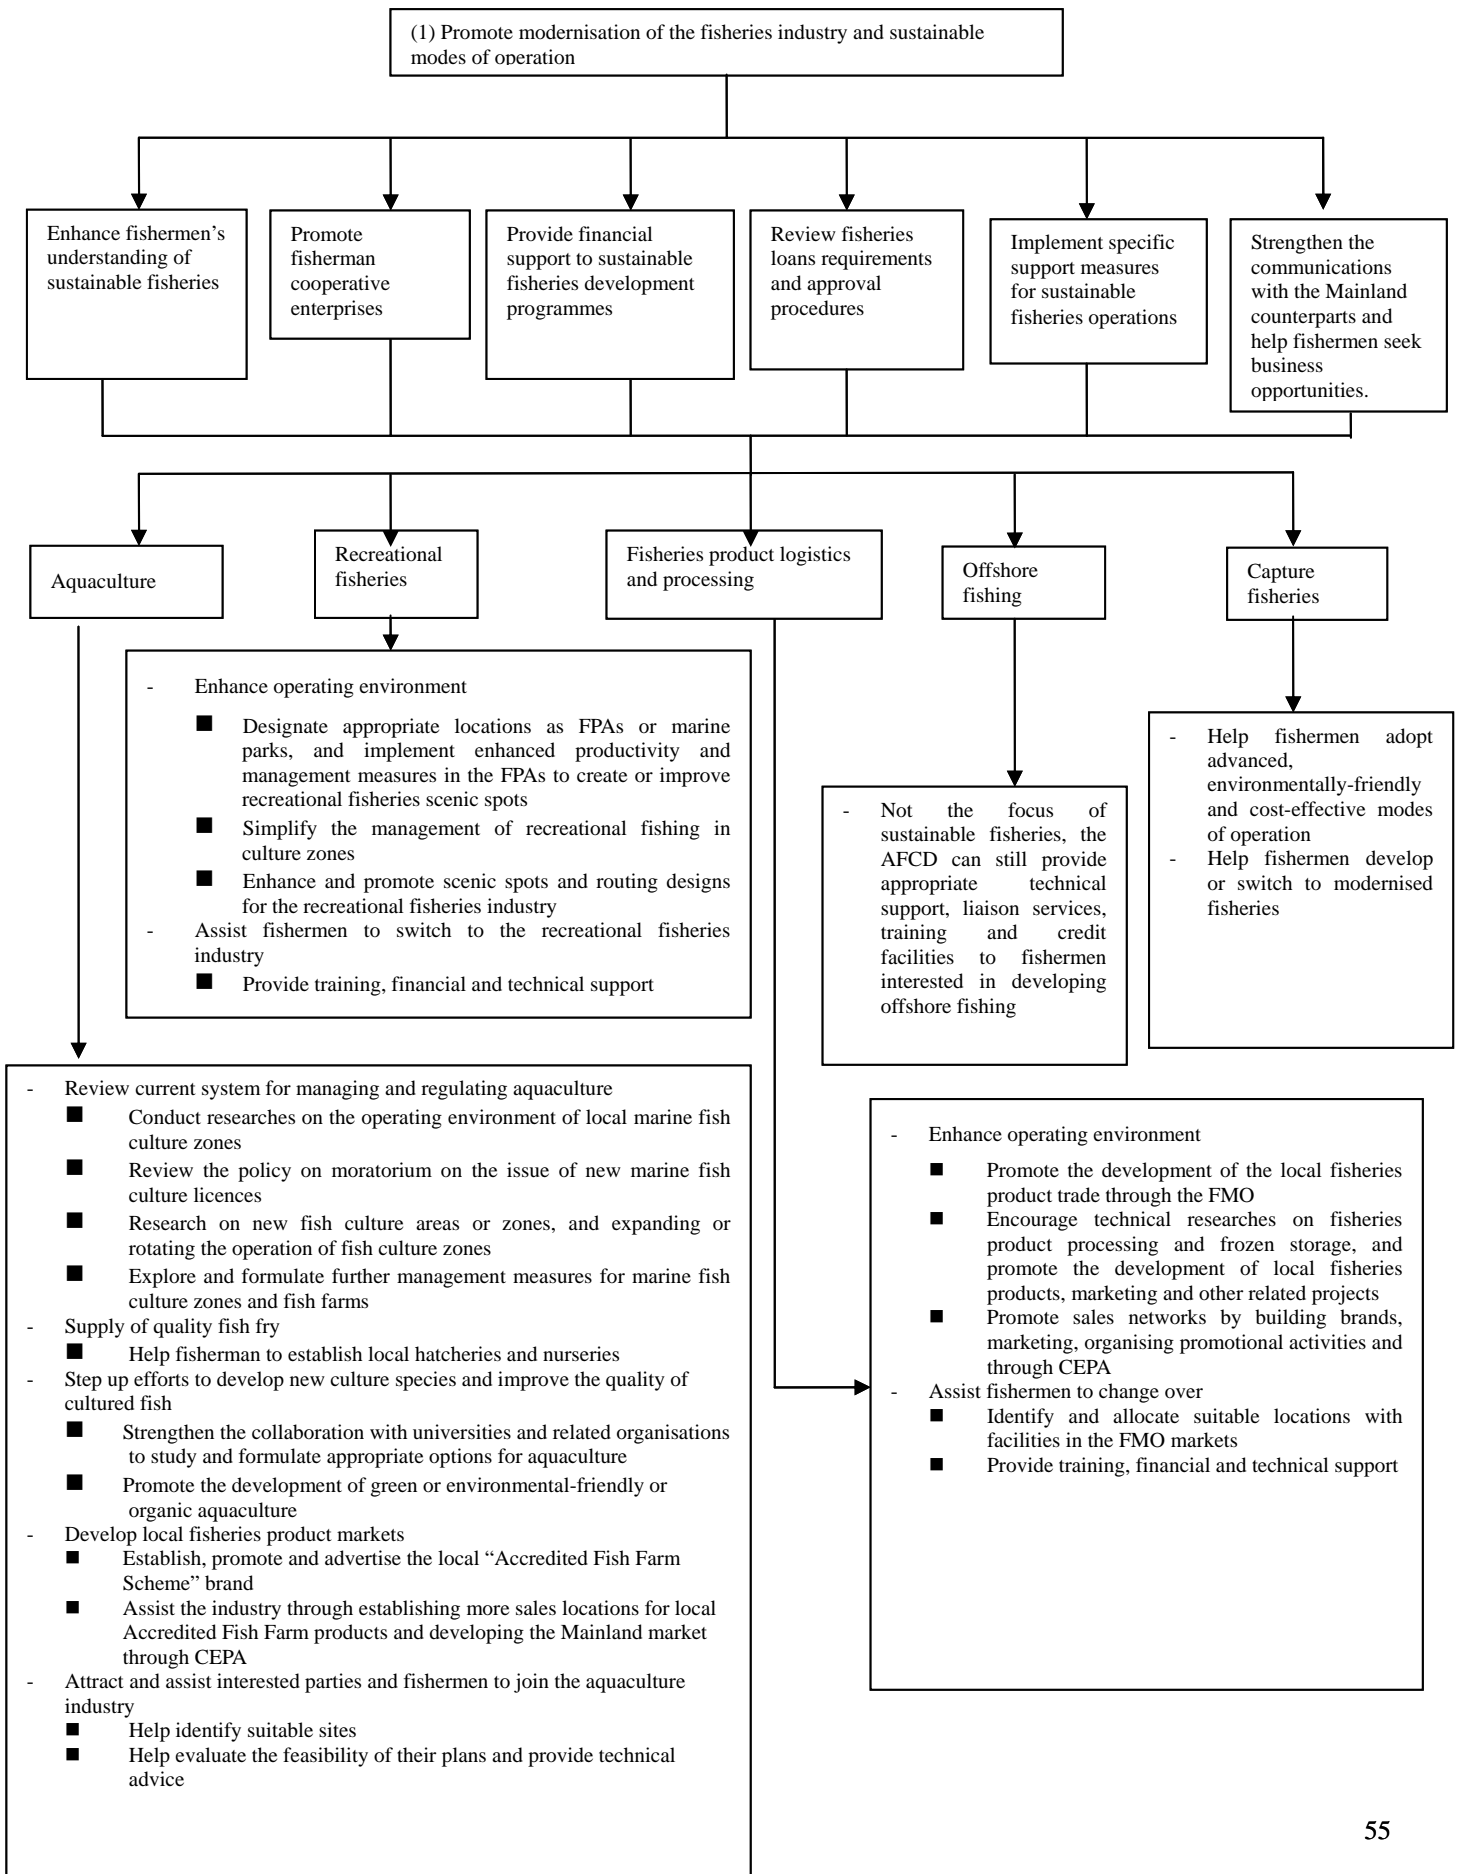 (1) Promote modernisation of the fisheries industry and sustainable
modes of operation
Enhance fishermen's
understanding of
sustainable fisheries
Promote
fisherman
cooperative
enterprises
Provide financial
support to sustainable
fisheries development
programmes
Review fisheries
loans requirements
and approval
procedures
Implement specific
support measures
for sustainable
fisheries operations
Strengthen the
communications
with the Mainland
counterparts and
help fishermen seek
business
opportunities.
Aquaculture
Recreational
fisheries
Fisheries product logistics
and processing
Offshore
fishing
Capture
fisheries
- Enhance operating environment
■ Designate appropriate locations as FPAs or marine
parks, and implement enhanced productivity and
management measures in the FPAs to create or improve
recreational fisheries scenic spots
■ Simplify the management of recreational fishing in
culture zones
■ Enhance and promote scenic spots and routing designs
for the recreational fisheries industry
- Assist fishermen to switch to the recreational fisheries
industry
■ Provide training, financial and technical support
- Not the focus of
sustainable fisheries, the
AFCD can still provide
appropriate technical
support, liaison services,
training and credit
facilities to fishermen
interested in developing
offshore fishing
- Help fishermen adopt
advanced,
environmentally-friendly
and cost-effective modes
of operation
- Help fishermen develop
or switch to modernised
fisheries
- Review current system for managing and regulating aquaculture
■ Conduct researches on the operating environment of local marine fish
culture zones
■ Review the policy on moratorium on the issue of new marine fish
culture licences
■ Research on new fish culture areas or zones, and expanding or
rotating the operation of fish culture zones
■ Explore and formulate further management measures for marine fish
culture zones and fish farms
- Supply of quality fish fry
■ Help fisherman to establish local hatcheries and nurseries
- Step up efforts to develop new culture species and improve the quality of
cultured fish
■ Strengthen the collaboration with universities and related organisations
to study and formulate appropriate options for aquaculture
■ Promote the development of green or environmental-friendly or
organic aquaculture
- Develop local fisheries product markets
■ Establish, promote and advertise the local “Accredited Fish Farm
Scheme” brand
■ Assist the industry through establishing more sales locations for local
Accredited Fish Farm products and developing the Mainland market
through CEPA
- Attract and assist interested parties and fishermen to join the aquaculture
industry
■ Help identify suitable sites
■ Help evaluate the feasibility of their plans and provide technical
advice
- Enhance operating environment
■ Promote the development of the local fisheries
product trade through the FMO
■ Encourage technical researches on fisheries
product processing and frozen storage, and
promote the development of local fisheries
products, marketing and other related projects
■ Promote sales networks by building brands,
marketing, organising promotional activities and
through CEPA
- Assist fishermen to change over
■ Identify and allocate suitable locations with
facilities in the FMO markets
■ Provide training, financial and technical support
55